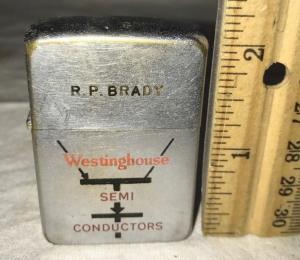 R.P. BRADY
Westinghouse
SEMI
CONDUCTORS
2
1
30
29
28
27